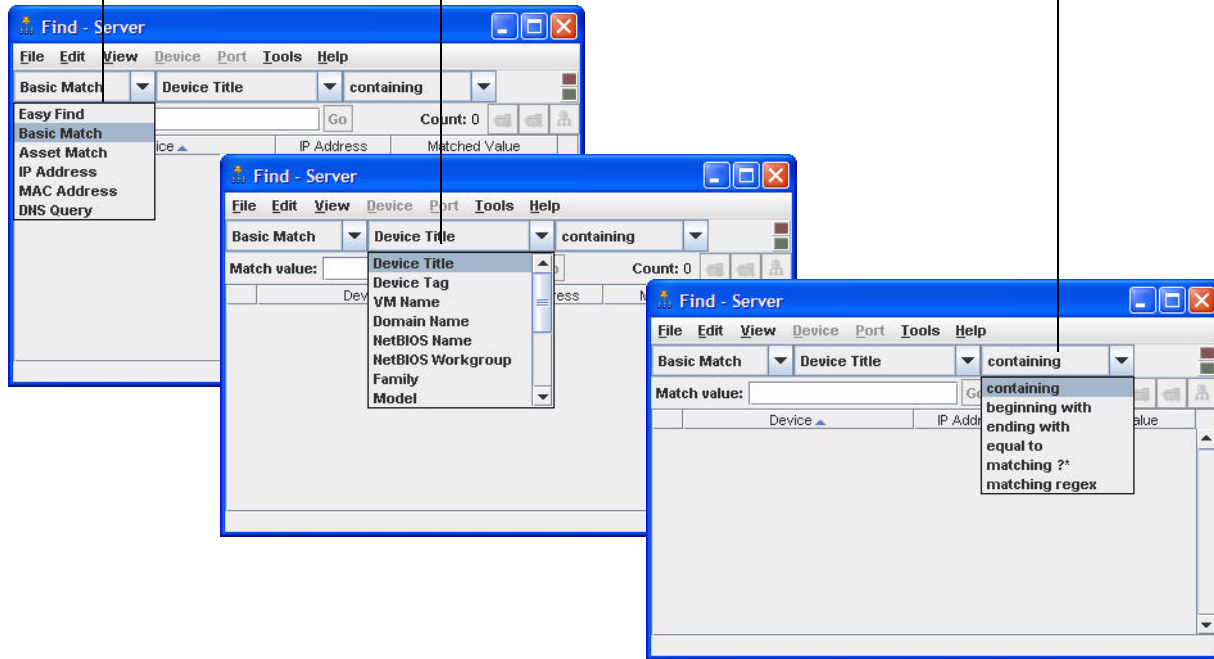 Find - Server
File Edit View Device Port Tools Help
Basic Match Device Title containing
Easy Find
Basic Match
Asset Match
IP Address
MAC Address
DNS Query
Go Count: 0
IP Address Matched Value
Find - Server
File Edit View Device Port Tools Help
Basic Match Device Title containing
Match value: Count: 0
Device Title
Device Tag
VM Name
Domain Name
NetBIOS Name
NetBIOS Workgroup
Family
Model
Find - Server
File Edit View Device Port Tools Help
Basic Match Device Title containing
Match value:
Device
containing
beginning with
ending with
equal to
matching ?*
matching regex